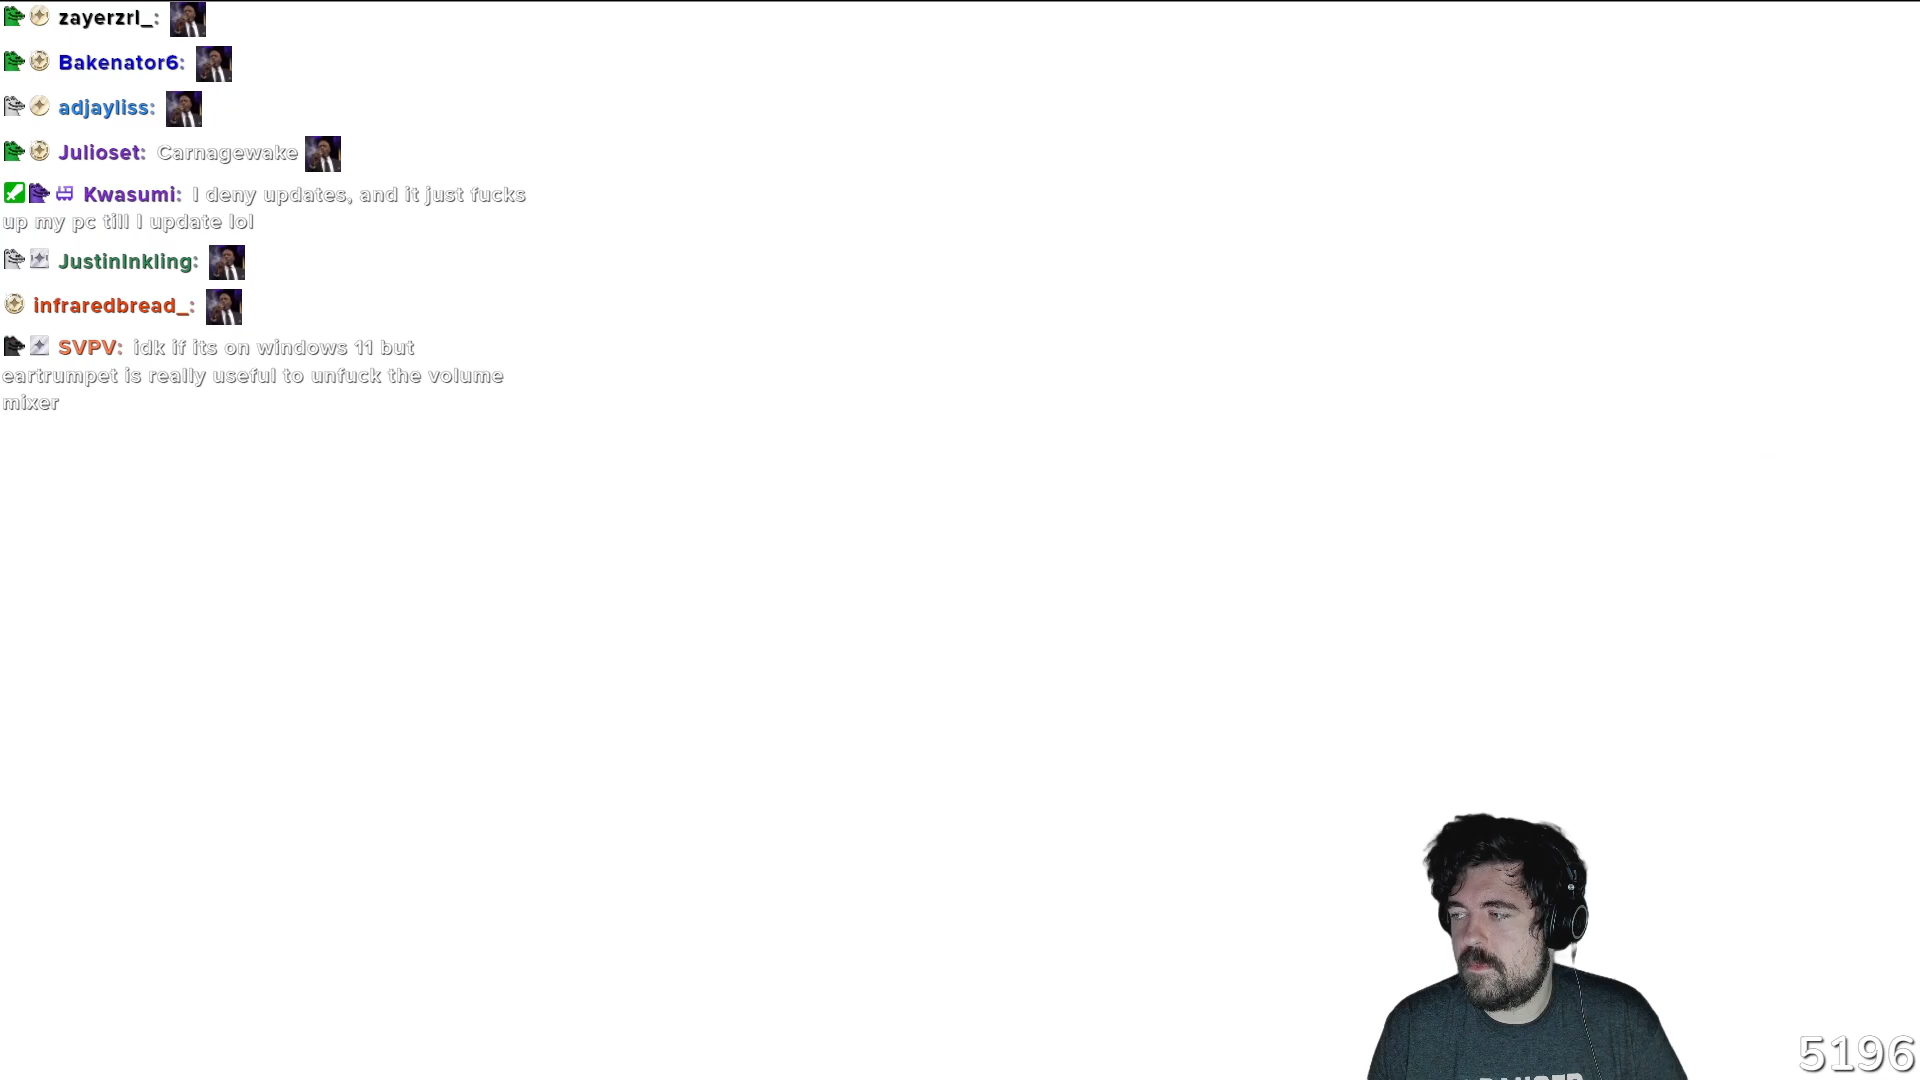 zayerzrl_:
Bakenator6:
adjayliss:
Julioset: Carnagewake
Kwasumi: I deny updates, and it just fucks
up my pc till I update lol
JustinInkling:
infraredbread_:
SVPV: idk if its on windows 11 but
eartrumpet is really useful to unfuck the volume
mixer
5196